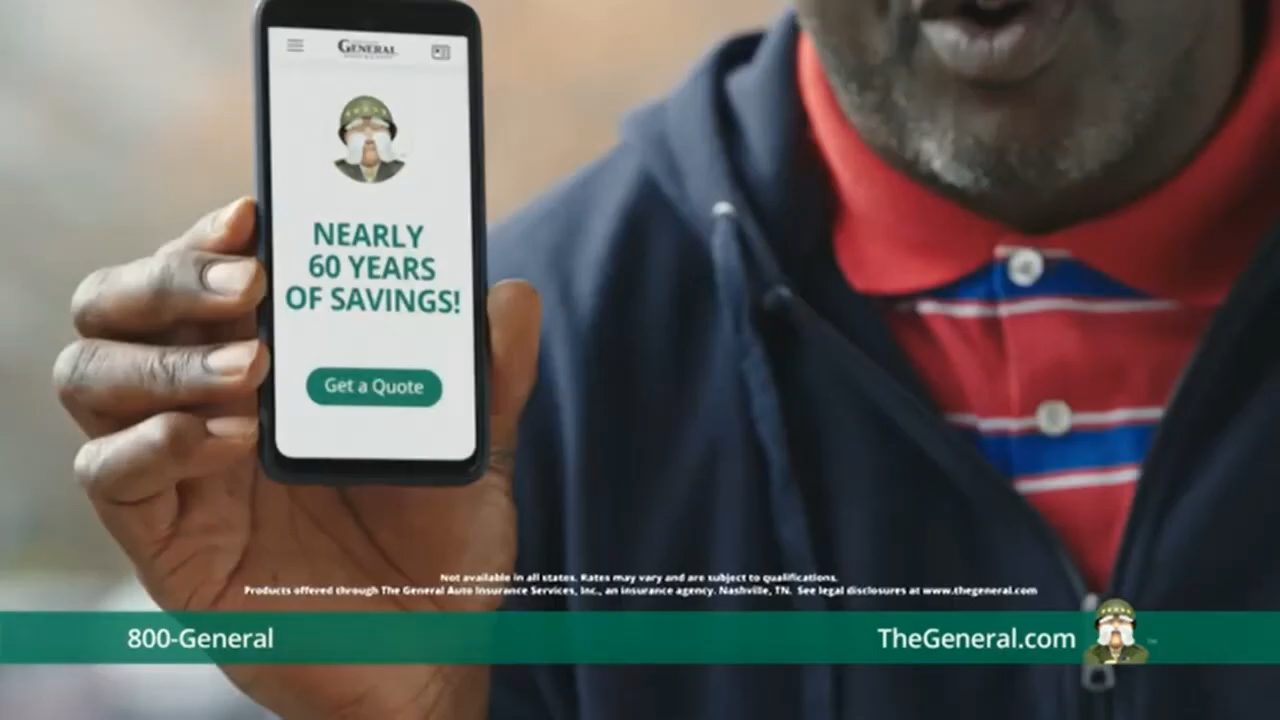 GENERAL
NEARLY
60 YEARS
OF SAVINGS!
Get a Quote
Not available in all states. Rates may vary and are subject to qualifications.
Products offered through The General Auto Insurance Services, Inc., an insurance agency. Nashville, TN. See legal disclosures at www.thegeneral.com
800-General
TheGeneral.com